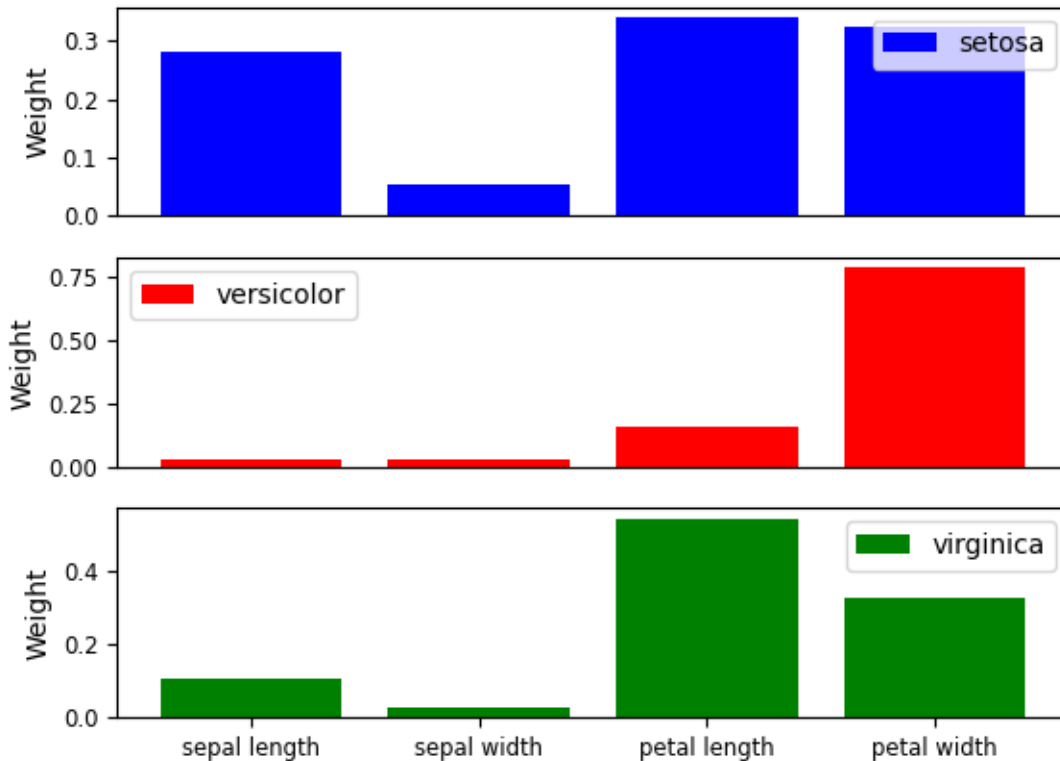 0.3
0.2
0.1
0.0
Weight
setosa
0.75
0.50
0.25
0.00
Weight
versicolor
0.4
0.2
0.0
Weight
virginica
sepal length sepal width petal length petal width